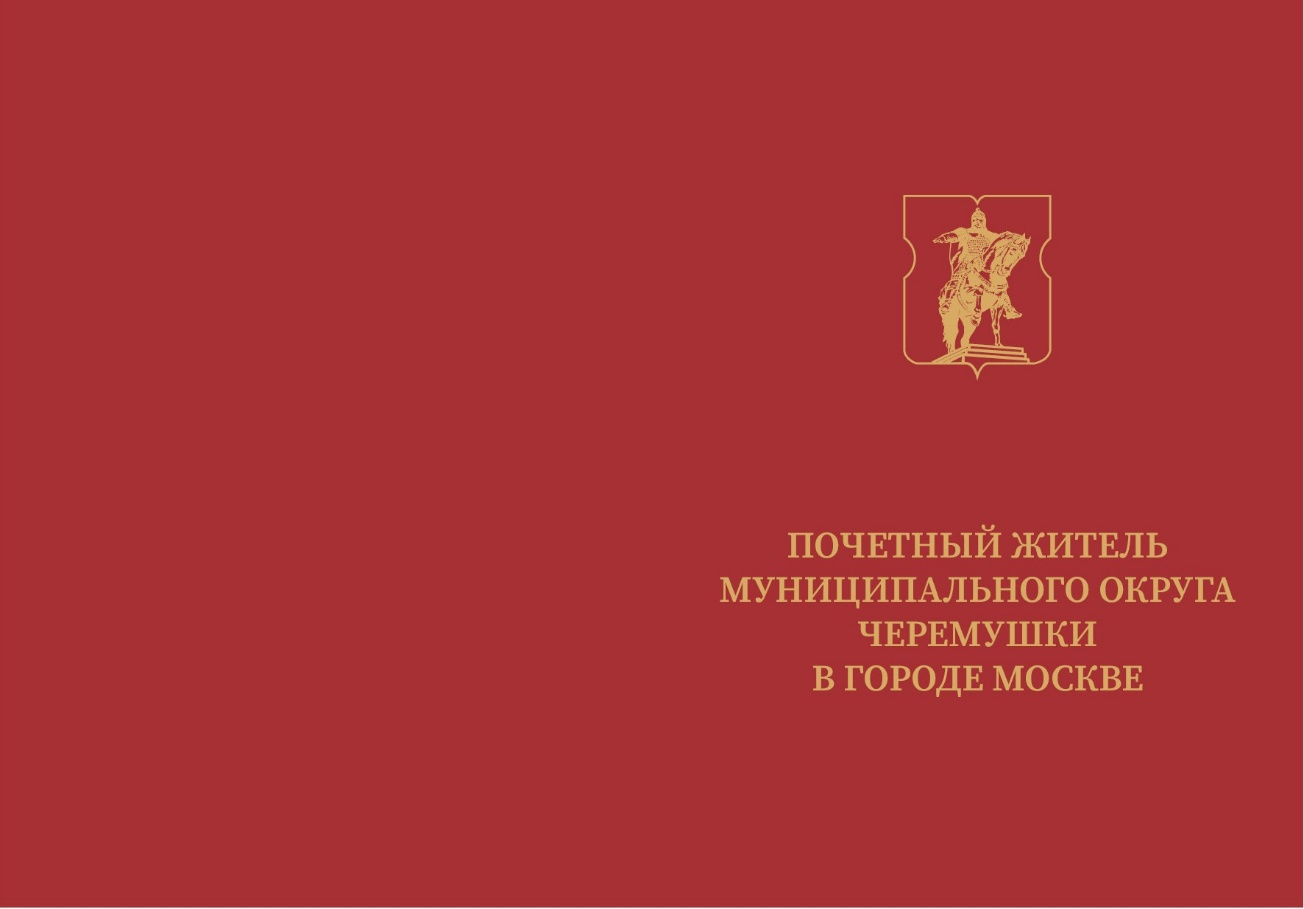 ПОЧЕТНЫЙ ЖИТЕЛЬ
МУНИЦИПАЛЬНОГО ОКРУГА
ЧЕРЕМУШКИ
В ГОРОДЕ МОСКВЕ